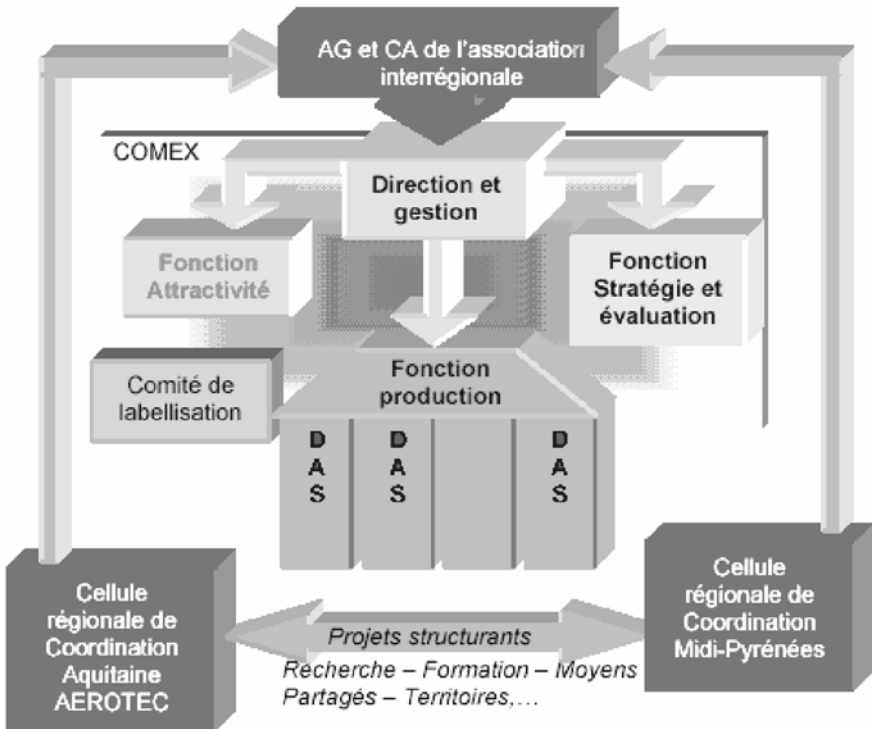 AG et CA de l'association
interrégionale
COMEX
Direction et
gestion
Fonction
Attractivité
Fonction
Stratégie et
évaluation
Comité de
labellisation
Fonction
production
D
A
S
D
A
S
D
A
S
Cellule
régionale de
Coordination
Aquitaine
AEROTEC
Cellule
régionale de
Coordination
Midi-Pyrénées
Projets structurants
Recherche – Formation – Moyens
Partagés – Territoires,…